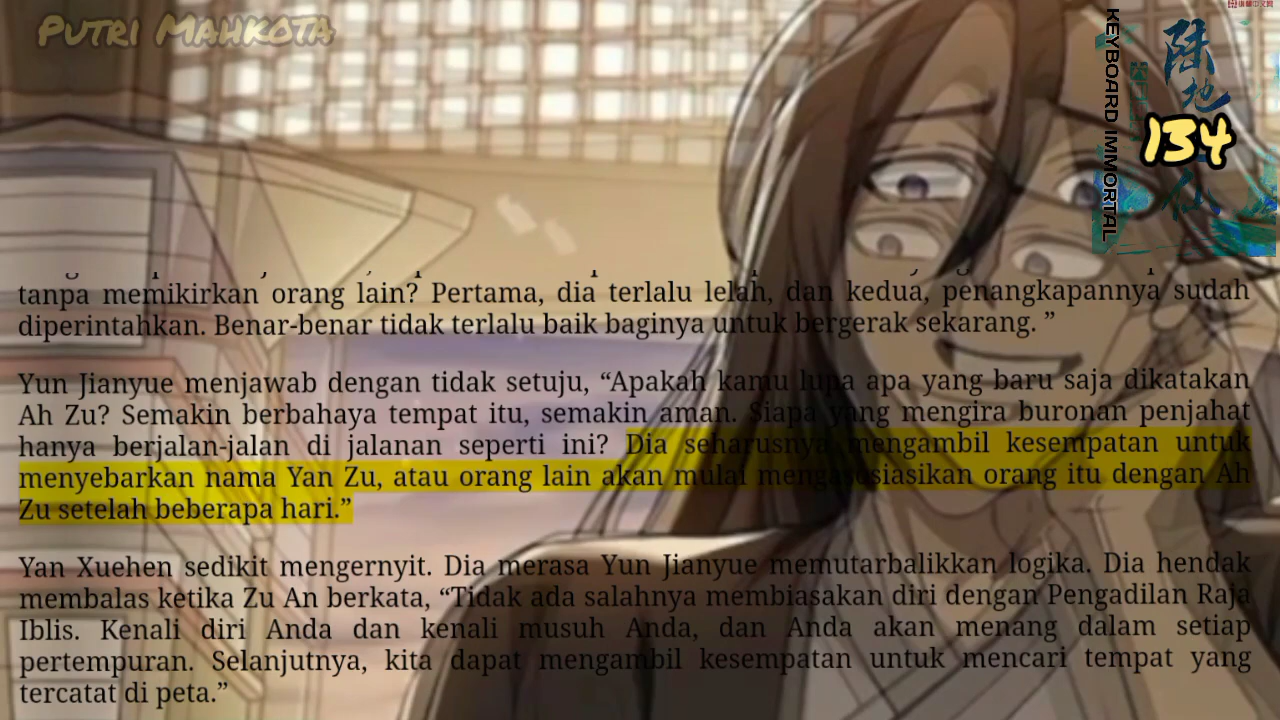 PUTRI MAHKOTA
KEYBOARD IMMORTAL
陆地
仙
134
tanpa memikirkan orang lain? Pertama, dia terlalu lelah, dan kedua, penangkapannya sudah
diperintahkan. Benar-benar tidak terlalu baik baginya untuk bergerak sekarang. ”
Yun Jianyue menjawab dengan tidak setuju, “Apakah kamu lupa apa yang baru saja dikatakan
Ah Zu? Semakin berbahaya tempat itu, semakin aman. Siapa yang mengira buronan penjahat
hanya berjalan-jalan di jalanan seperti ini? Dia seharusnya mengambil kesempatan untuk
menyebarkan nama Yan Zu, atau orang lain akan mulai mengasosiasikan orang itu dengan Ah
Zu setelah beberapa hari.”
Yan Xuehen sedikit mengernyit. Dia merasa Yun Jianyue memutarbalikkan logika. Dia hendak
membalas ketika Zu An berkata, “Tidak ada salahnya membiasakan diri dengan Pengadilan Raja
Iblis. Kenali diri Anda dan kenali musuh Anda, dan Anda akan menang dalam setiap
pertempuran. Selanjutnya, kita dapat mengambil kesempatan untuk mencari tempat yang
tercatat di peta.”